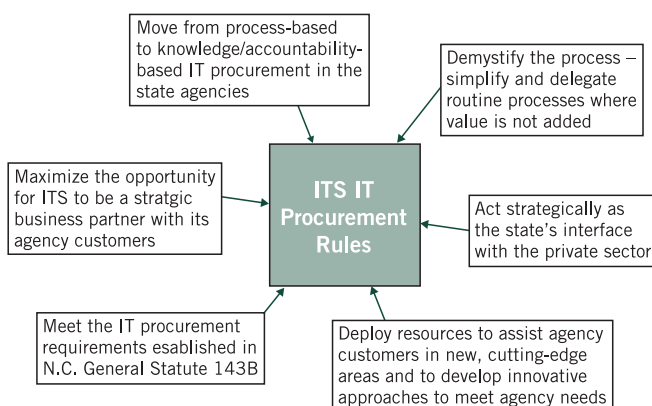 Move from process-based
to knowledge/accountability-
based IT procurement in the
state agencies
Demystify the process –
simplify and delegate
routine processes where
value is not added
Maximize the opportunity
for ITS to be a stratgic
business partner with its
agency customers
ITS IT
Procurement
Rules
Act strategically as
the state's interface
with the private sector
Meet the IT procurement
requirements esablished in
N.C. General Statute 143B
Deploy resources to assist agency
customers in new, cutting-edge
areas and to develop innovative
approaches to meet agency needs